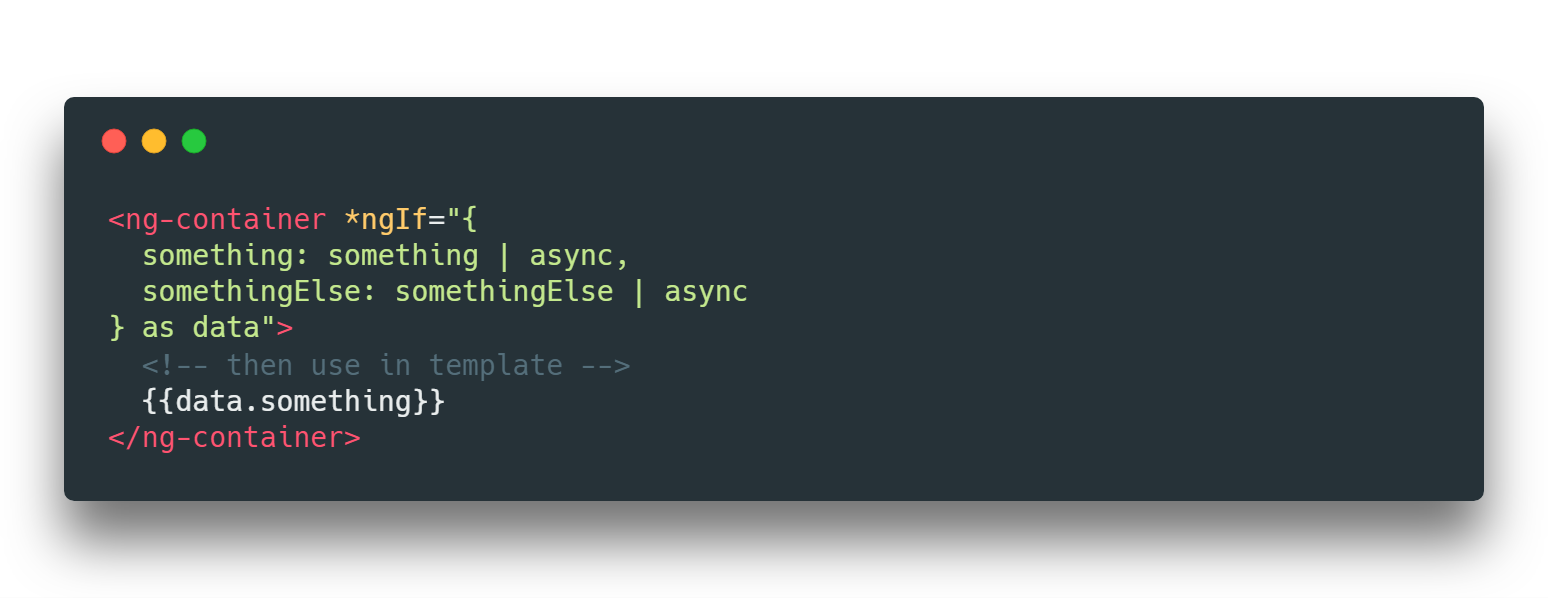 <ng-container *ngIf="{
  something: something | async,
  somethingElse: somethingElse | async
} as data">
  <!-- then use in template -->
  {{data.something}}
</ng-container>